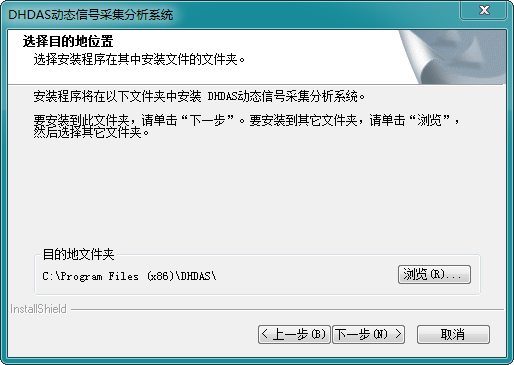 DHDAS动态信号采集分析系统
选择目的地位置
选择安装程序在其中安装文件的文件夹。
安装程序将在以下文件夹中安装 DHDAS动态信号采集分析系统。
要安装到此文件夹，请单击“下一步”。要安装到其它文件夹，请单击“浏览”，
然后选择其它文件夹。
目的地文件夹
C:\Program Files (x86)\DHDAS\
浏览(R)...
InstallShield
< 上一步(B)
下一步(N) >
取消